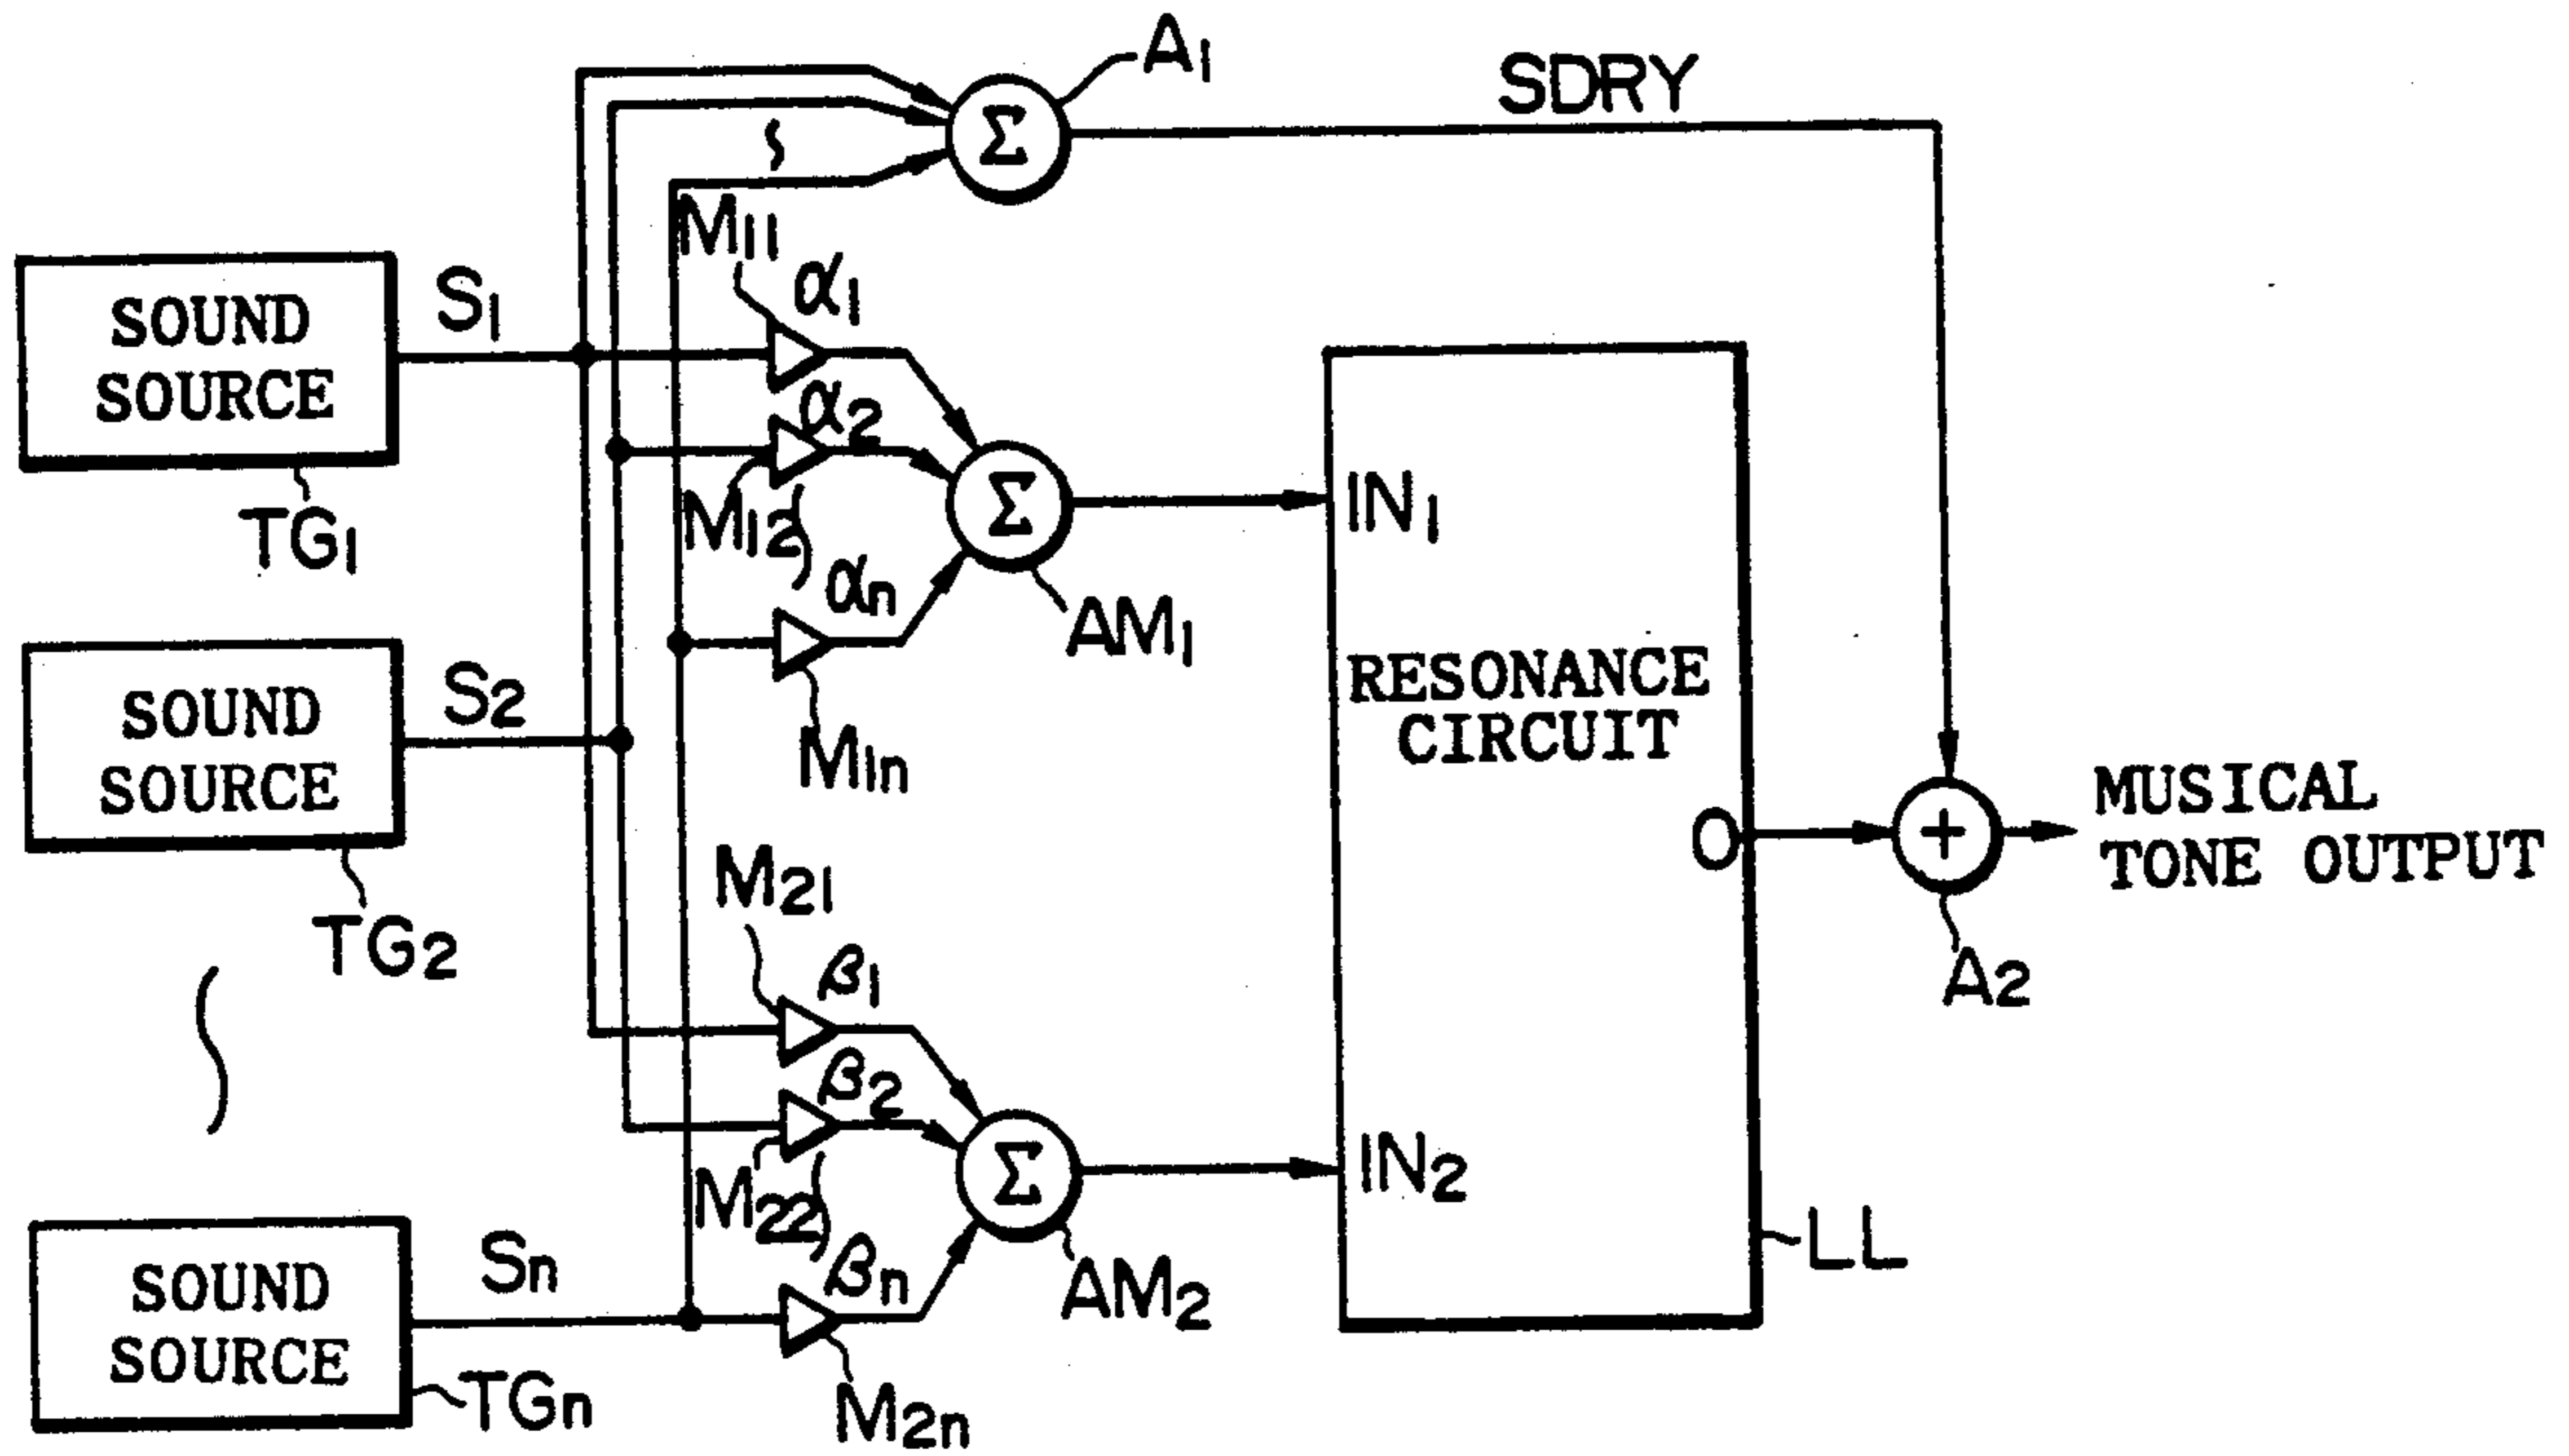 A1
SDRY
Σ
M11
α1
SOUND
SOURCE
S1
TG1
α2
M12
Σ
IN1
αn
AM1
M1n
SOUND
SOURCE
S2
TG2
RESONANCE
CIRCUIT
O
+
MUSICAL
TONE OUTPUT
A2
M21
β1
β2
M22
Σ
IN2
βn
AM2
LL
SOUND
SOURCE
Sn
TGn
M2n